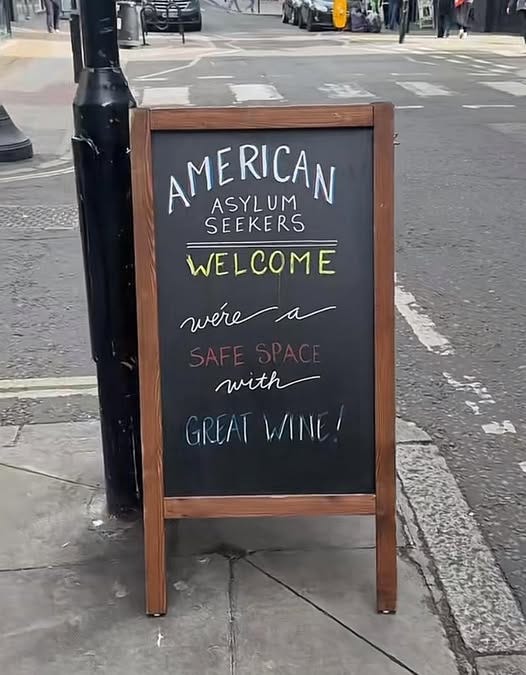 AMERICAN
ASYLUM
SEEKERS
WELCOME
we're a
SAFE SPACE
with
GREAT WINE!